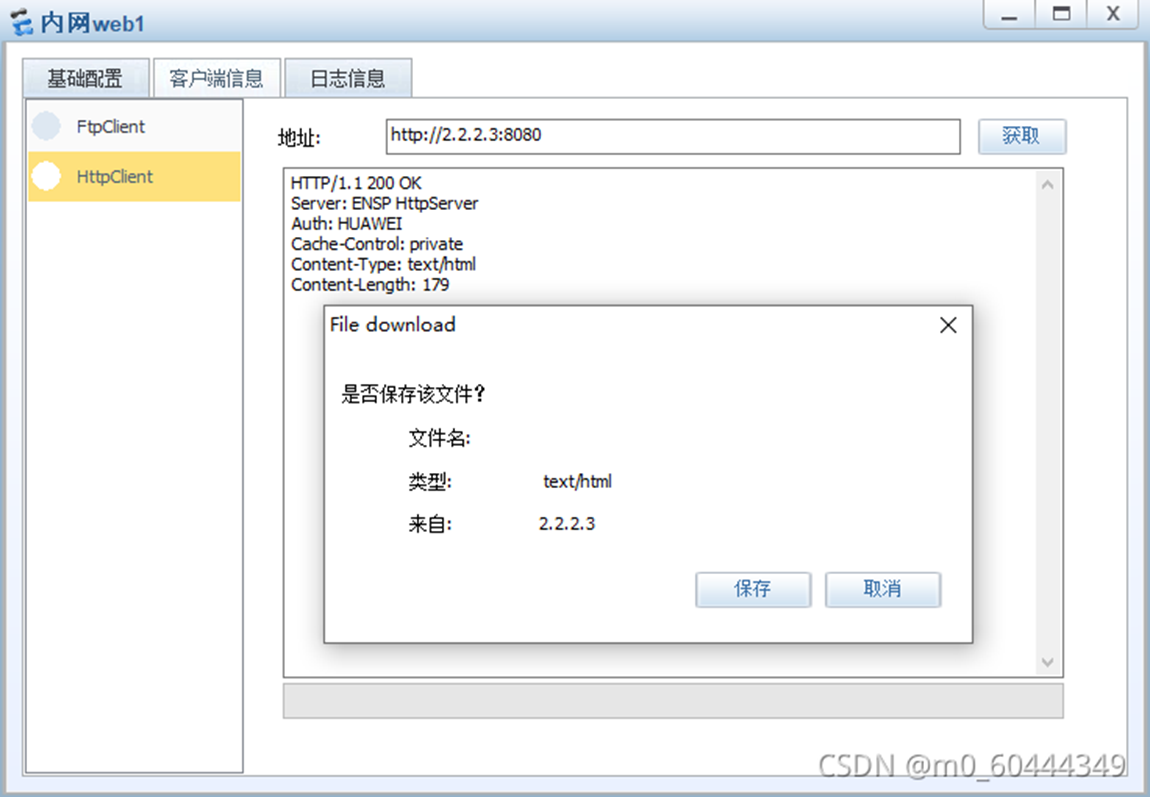 内网web1
基础配置 客户端信息 日志信息
FtpClient
HttpClient
地址: http://2.2.2.3:8080 获取
HTTP/1.1 200 OK
Server: ENSP HttpServer
Auth: HUAWEI
Cache-Control: private
Content-Type: text/html
Content-Length: 179
File download
是否保存该文件?
文件名:
类型: text/html
来自: 2.2.2.3
保存 取消
CSDN @m0_60444349